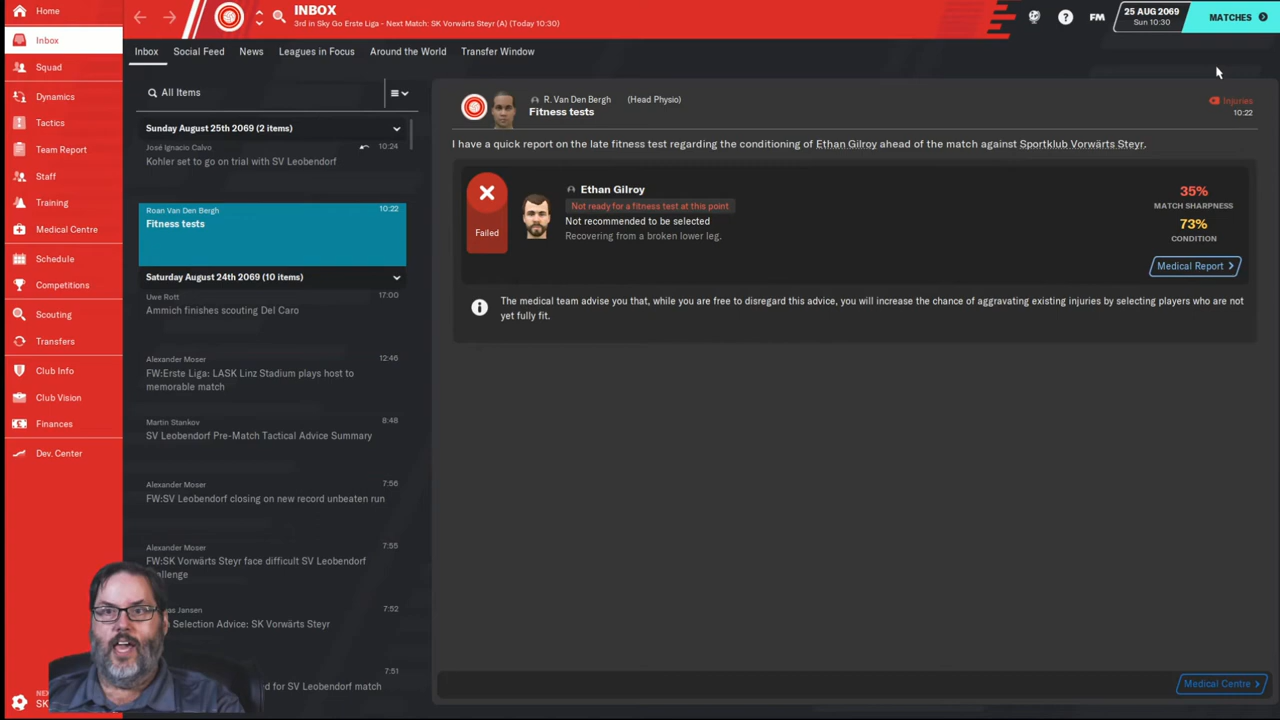 Home
Inbox
Squad
Dynamics
Tactics
Team Report
Staff
Training
Medical Centre
Schedule
Competitions
Scouting
Transfers
Club Info
Club Vision
Finances
Dev. Center
SK
INBOX
3rd in Sky Go Erste Liga - Next Match: SK Vorwärts Steyr (A) (Today 10:30)
?
FM
25 AUG 2069
Sun 10:30
MATCHES
Inbox Social Feed News Leagues in Focus Around the World Transfer Window
All Items
Sunday August 25th 2069 (2 items)
José Ignacio Calvo 10:24
Kohler set to go on trial with SV Leobendorf
Roan Van Den Bergh 10:22
Fitness tests
Saturday August 24th 2069 (10 items)
Uwe Rott 17:00
Ammich finishes scouting Del Caro
Alexander Moser 12:46
FW:Erste Liga: LASK Linz Stadium plays host to
memorable match
Martin Stankov 8:48
SV Leobendorf Pre-Match Tactical Advice Summary
Alexander Moser 7:56
FW:SV Leobendorf closing on new record unbeaten run
Alexander Moser 7:55
FW:SK Vorwärts Steyr face difficult SV Leobendorf
challenge
Jansen 7:52
Selection Advice: SK Vorwärts Steyr
7:51
for SV Leobendorf match
R. Van Den Bergh (Head Physio)
Fitness tests
Injuries
10:22
I have a quick report on the late fitness test regarding the conditioning of Ethan Gilroy ahead of the match against Sportklub Vorwärts Steyr.
Failed
Ethan Gilroy
Not ready for a fitness test at this point
Not recommended to be selected
Recovering from a broken lower leg.
35%
MATCH SHARPNESS
73%
CONDITION
Medical Report
The medical team advise you that, while you are free to disregard this advice, you will increase the chance of aggravating existing injuries by selecting players who are not
yet fully fit.
Medical Centre